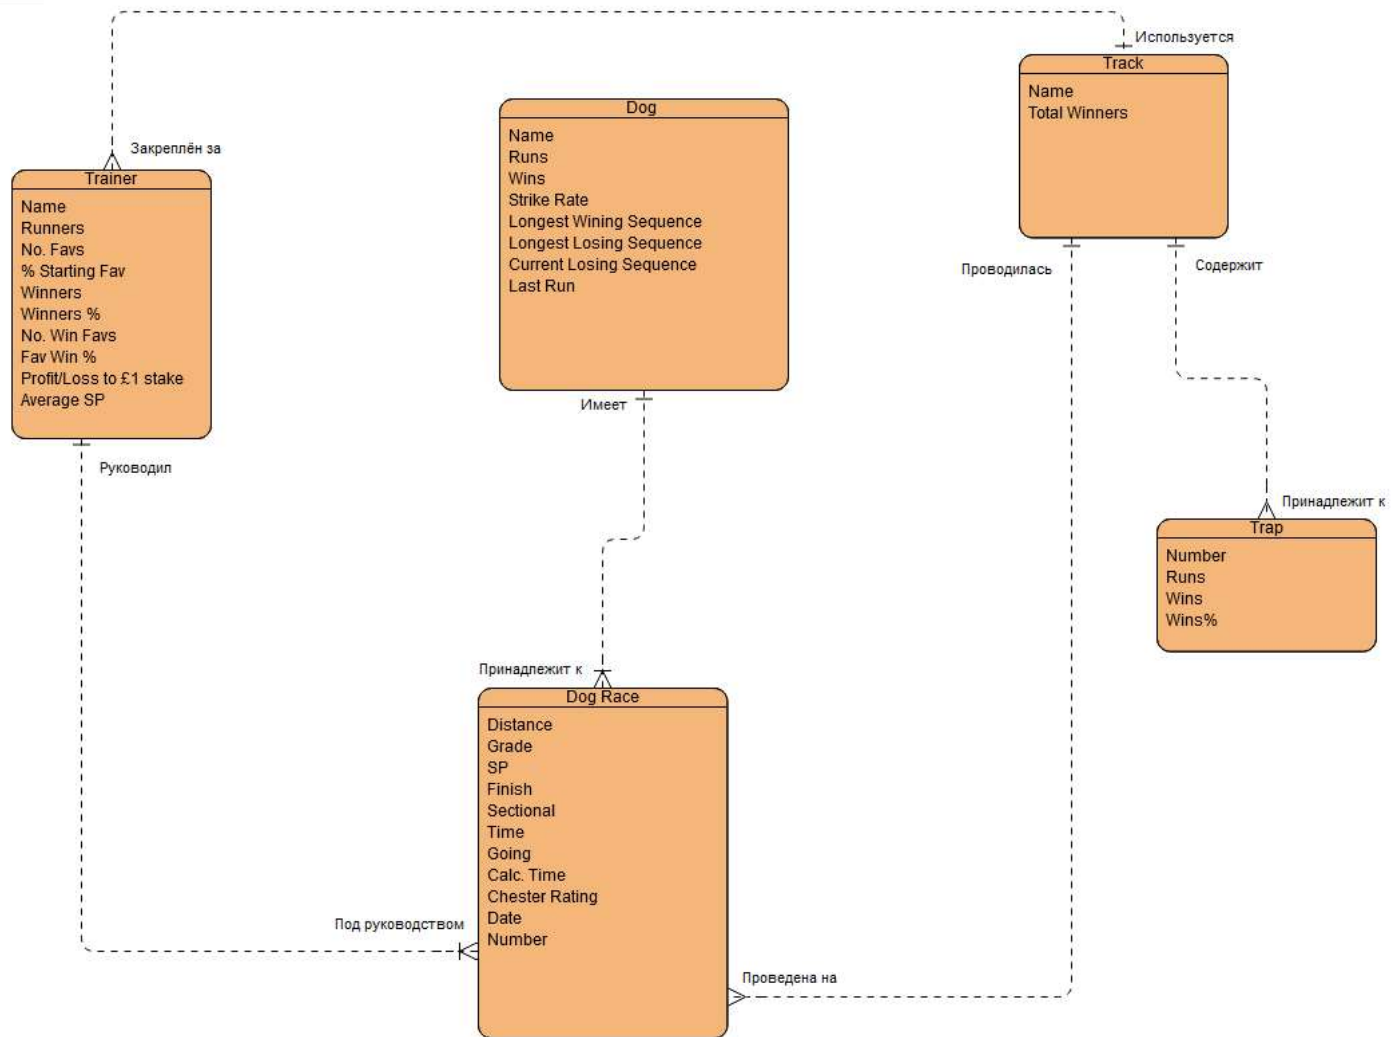 Используется
Track
Name
Total Winners
Dog
Name
Runs
Wins
Strike Rate
Longest Wining Sequence
Longest Losing Sequence
Current Losing Sequence
Last Run
Закреплён за
Trainer
Name
Runners
No. Favs
% Starting Fav
Winners
Winners %
No. Win Favs
Fav Win %
Profit/Loss to £1 stake
Average SP
Проводилась
Содержит
Имеет
Руководил
Принадлежит к
Trap
Number
Runs
Wins
Wins%
Принадлежит к
Dog Race
Distance
Grade
SP
Finish
Sectional
Time
Going
Calc. Time
Chester Rating
Date
Number
Под руководством
Проведена на